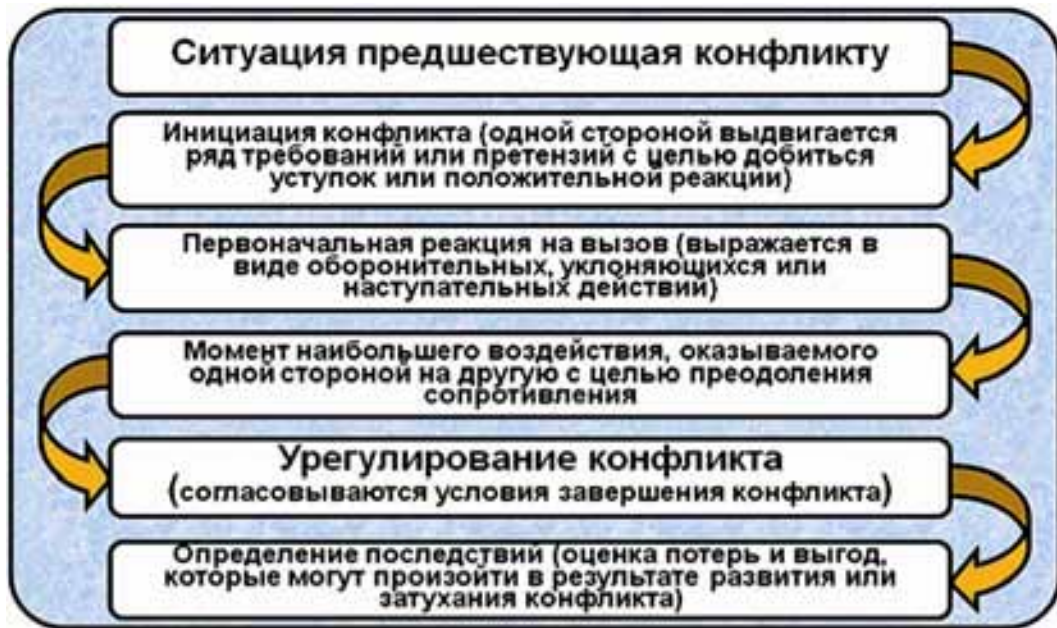 Ситуация предшествующая конфликту
Инициация конфликта (одной стороной выдвигается
ряд требований или претензий с целью добиться
уступок или положительной реакции)
Первоначальная реакция на вызов (выражается в
виде оборонительных, уклоняющихся или
наступательных действий)
Момент наибольшего воздействия, оказываемого
одной стороной на другую с целью преодоления
сопротивления
Урегулирование конфликта
(согласовываются условия завершения конфликта)
Определение последствий (оценка потерь и выгод,
которые могут произойти в результате развития или
затухания конфликта)